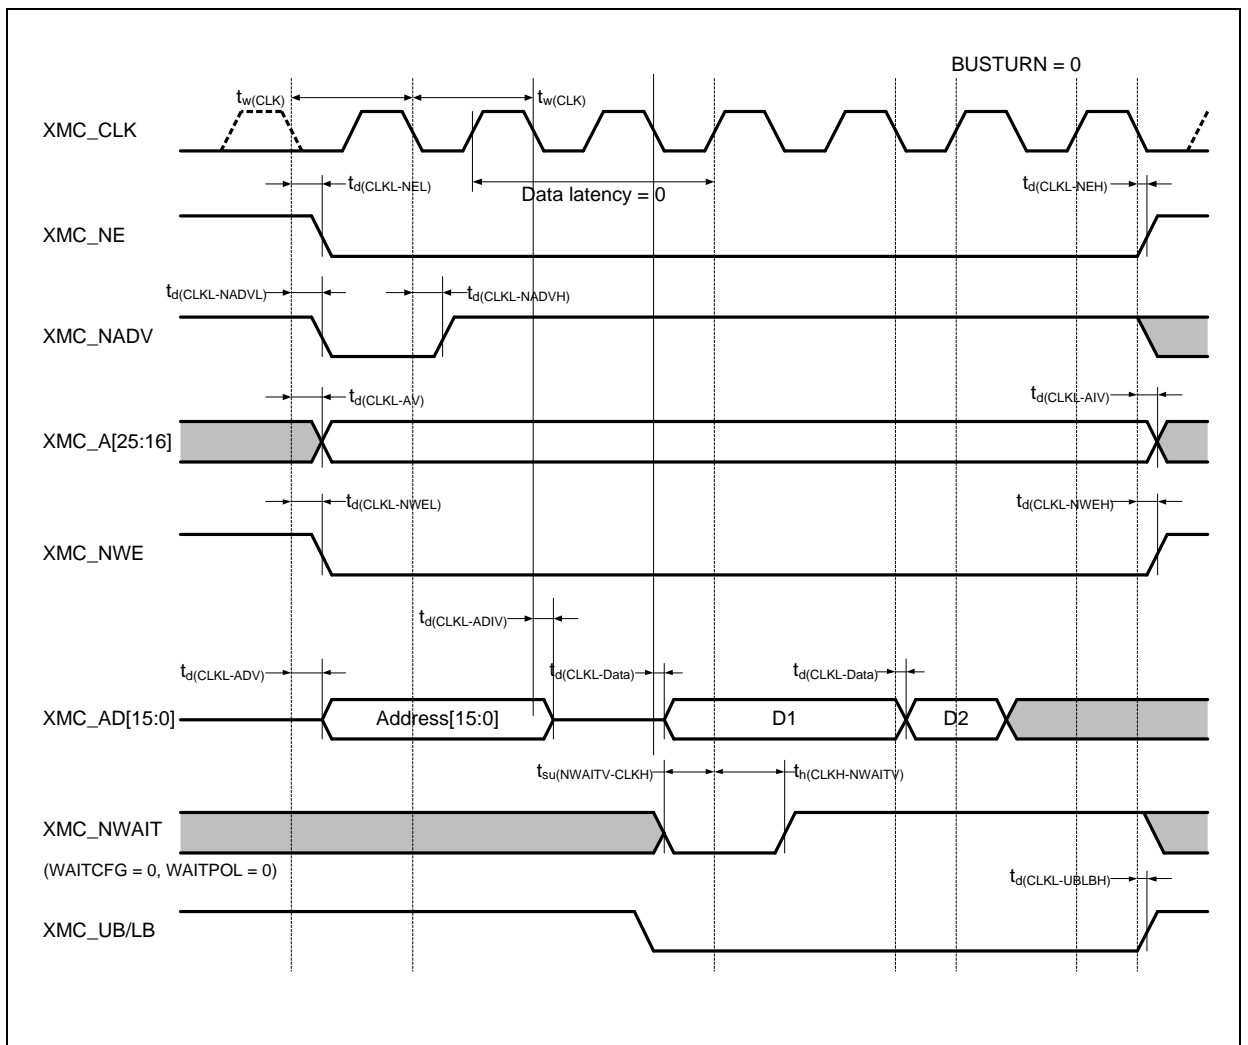 BUSTURN = 0
tw(CLK)
tw(CLK)
XMC_CLK
td(CLKL-NEL)
Data latency = 0
td(CLKL-NEH)
XMC_NE
td(CLKL-NADVL)
td(CLKL-NADVH)
XMC_NADV
td(CLKL-AV)
td(CLKL-AIV)
XMC_A[25:16]
td(CLKL-NWEL)
td(CLKL-NWEH)
XMC_NWE
td(CLKL-ADIV)
td(CLKL-ADV)
td(CLKL-Data)
td(CLKL-Data)
XMC_AD[15:0]
Address[15:0]
D1
D2
tsu(NWAITV-CLKH)
th(CLKH-NWAITV)
XMC_NWAIT
(WAITCFG = 0, WAITPOL = 0)
td(CLKL-UBLBH)
XMC_UB/LB